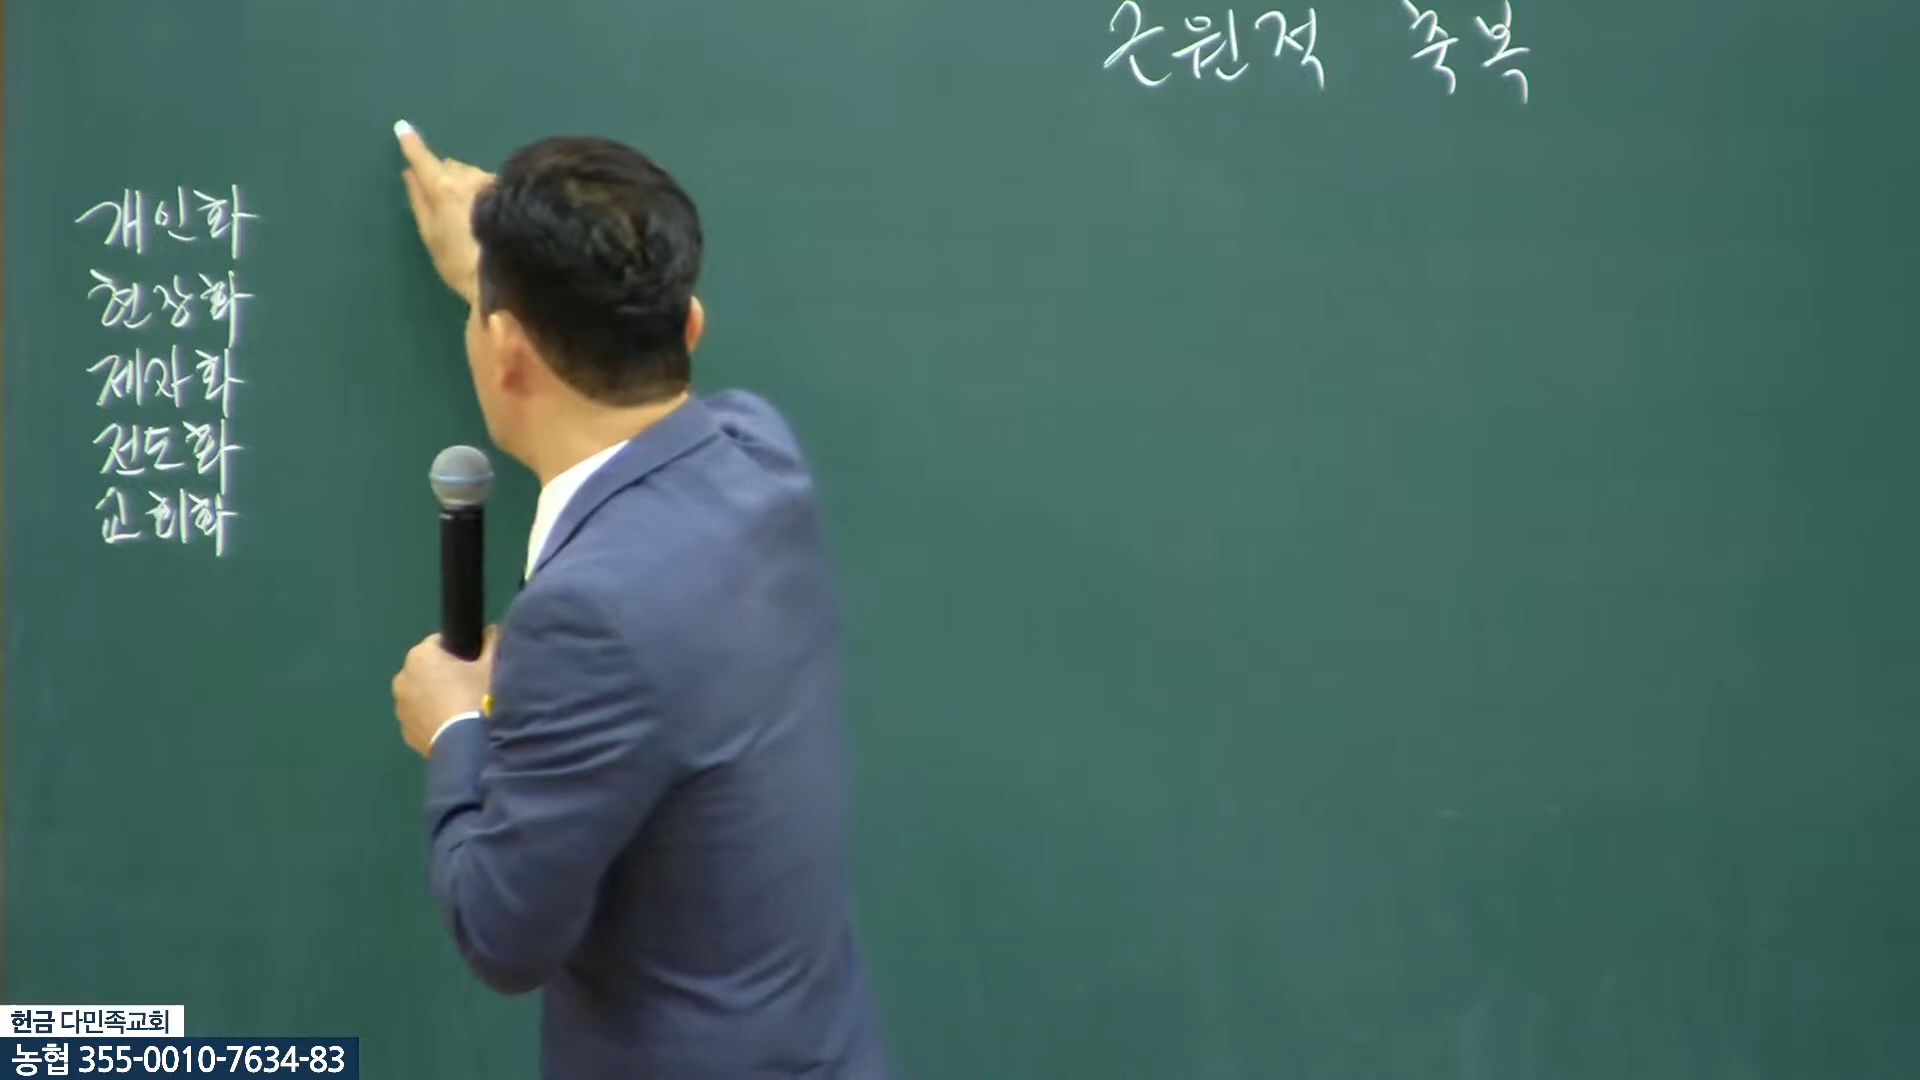 근원적 축복
개인화
현장화
제자화
전도화
교회화
헌금 다민족교회
농협 355-0010-7634-83